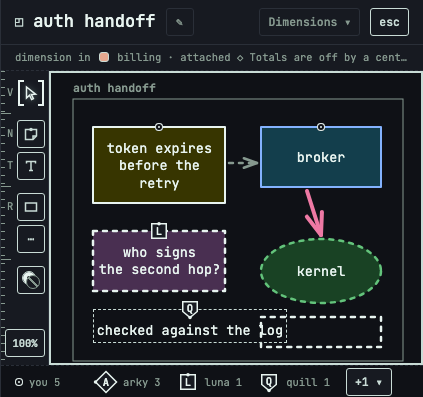 auth handoff
Dimensions ▾
esc
dimension in billing · attached ◇ Totals are off by a cent…
V
N
T
R
100%
auth handoff
token expires
before the
retry
broker
L
who signs
the second hop?
kernel
Q
checked against the log
you 5
A arky 3
L luna 1
Q quill 1
+1 ▾